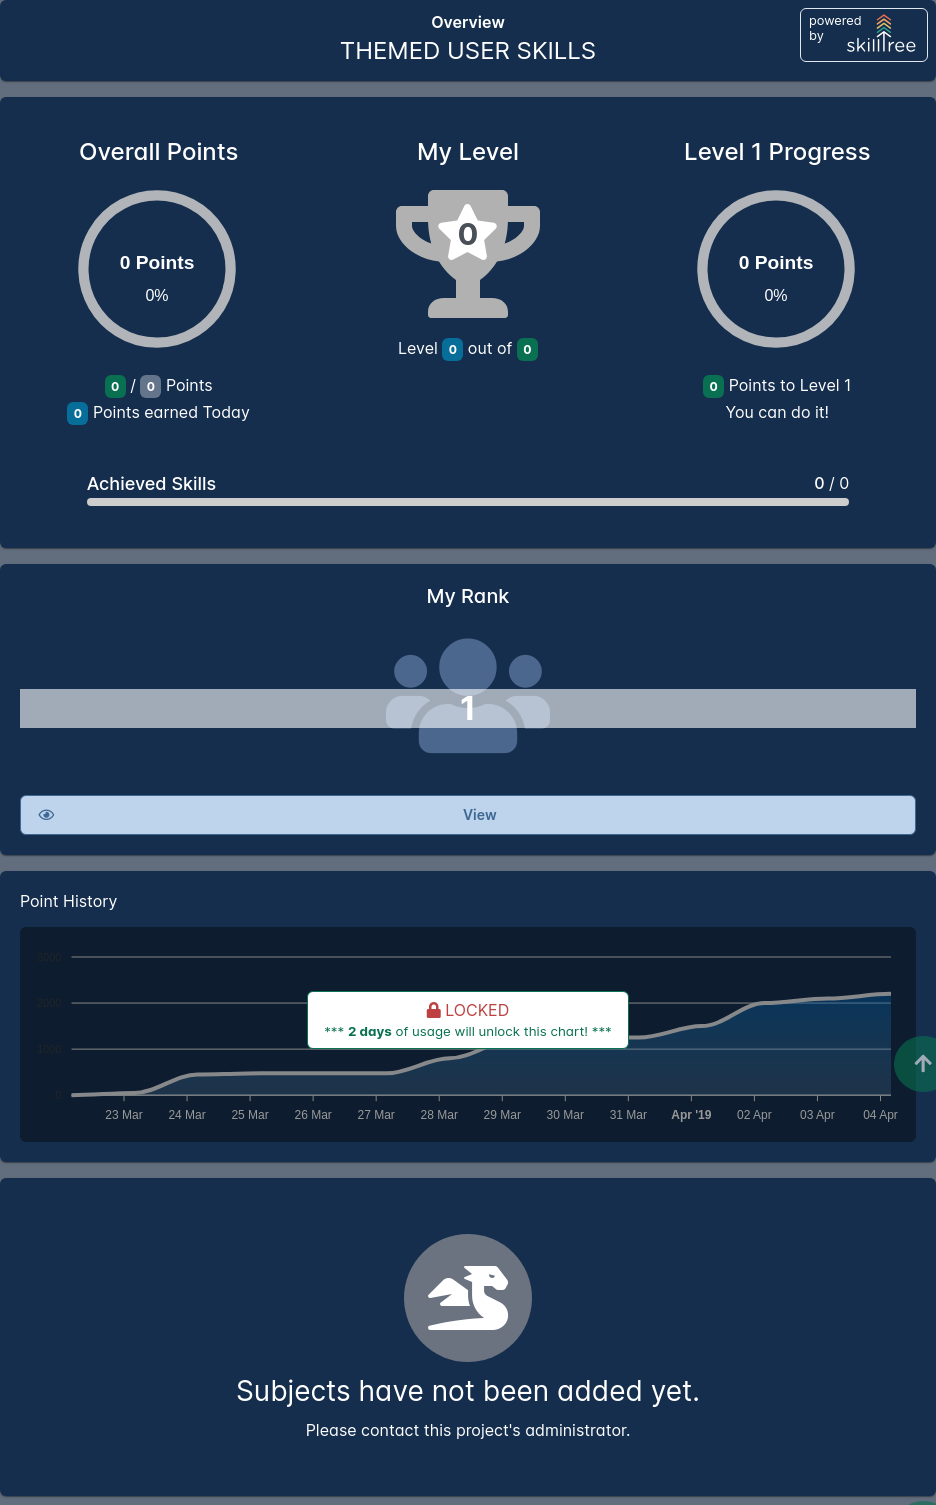 Overview
THEMED USER SKILLS
powered
by
skilltree
Overall Points
0 Points
0%
0 / 0 Points
0 Points earned Today
My Level
0
Level 0 out of 0
Level 1 Progress
0 Points
0%
0 Points to Level 1
You can do it!
Achieved Skills
0 / 0
My Rank
1
View
Point History
2000
1000
0
LOCKED
*** 2 days of usage will unlock this chart! ***
23 Mar
24 Mar
25 Mar
26 Mar
27 Mar
28 Mar
29 Mar
30 Mar
31 Mar
Apr '19
02 Apr
03 Apr
04 Apr
Subjects have not been added yet.
Please contact this project's administrator.